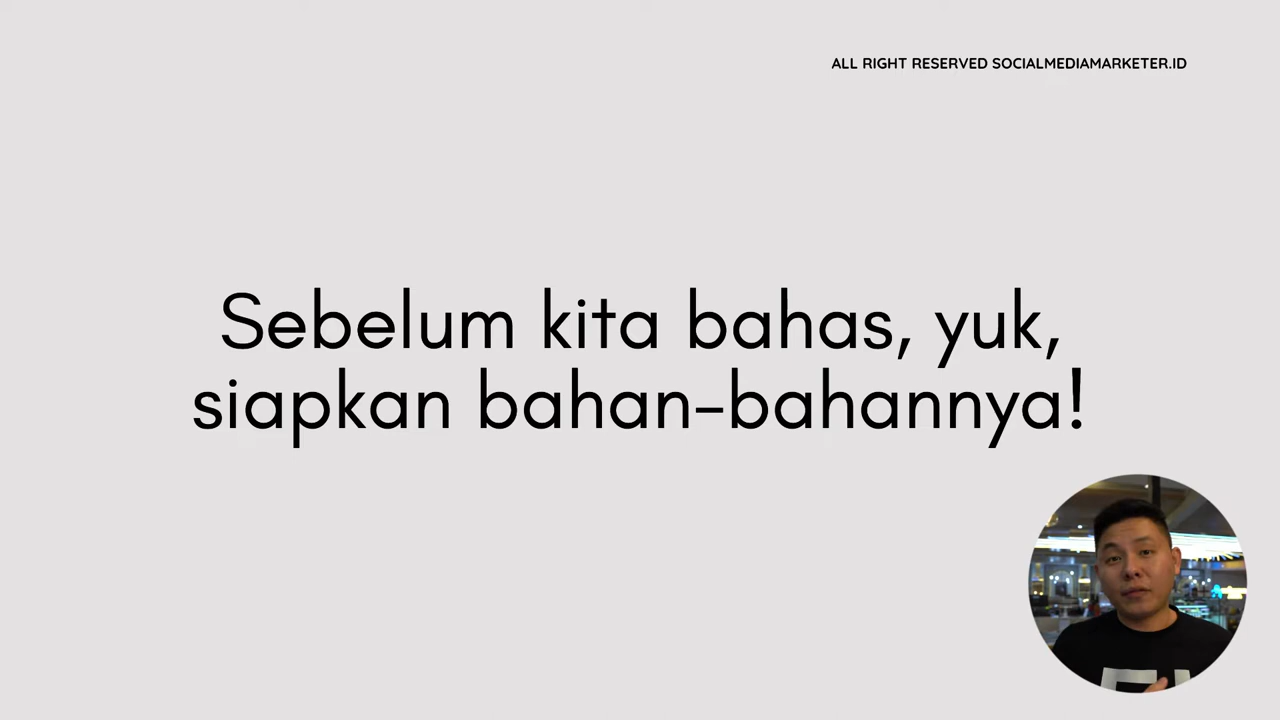 ALL RIGHT RESERVED SOCIALMEDIAMARKETER.ID
Sebelum kita bahas, yuk,
siapkan bahan-bahannya!